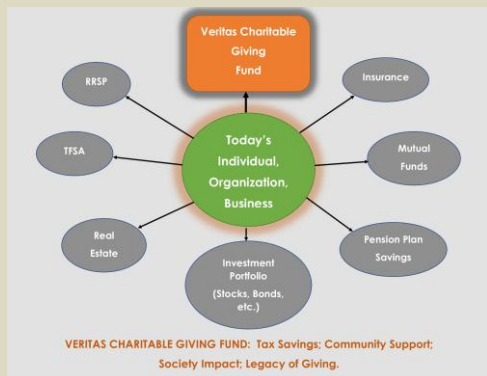 Veritas Charitable
Giving
Fund
RRSP
Insurance
TFSA
Today's
Individual,
Organization,
Business
Mutual
Funds
Real
Estate
Investment
Portfolio
(Stocks, Bonds,
etc.)
Pension Plan
Savings
VERITAS CHARITABLE GIVING FUND: Tax Savings; Community Support;
Society Impact; Legacy of Giving.